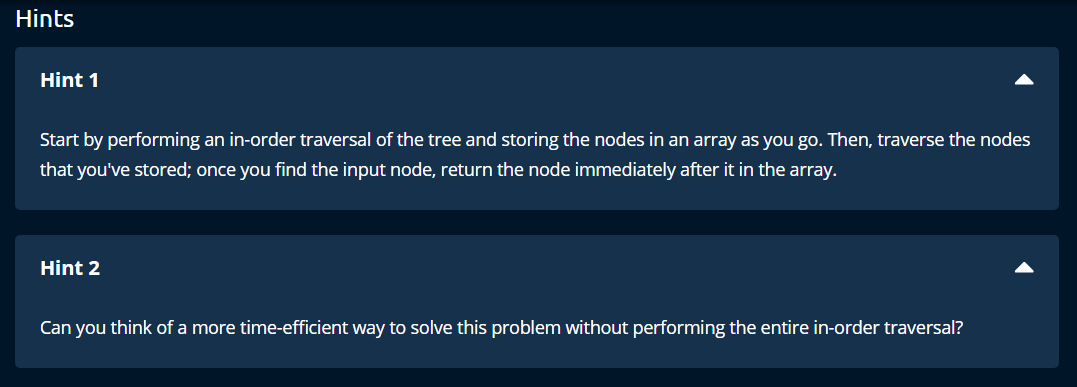 Hints
Hint 1
Start by performing an in-order traversal of the tree and storing the nodes in an array as you go. Then, traverse the nodes
that you've stored; once you find the input node, return the node immediately after it in the array.
Hint 2
Can you think of a more time-efficient way to solve this problem without performing the entire in-order traversal?